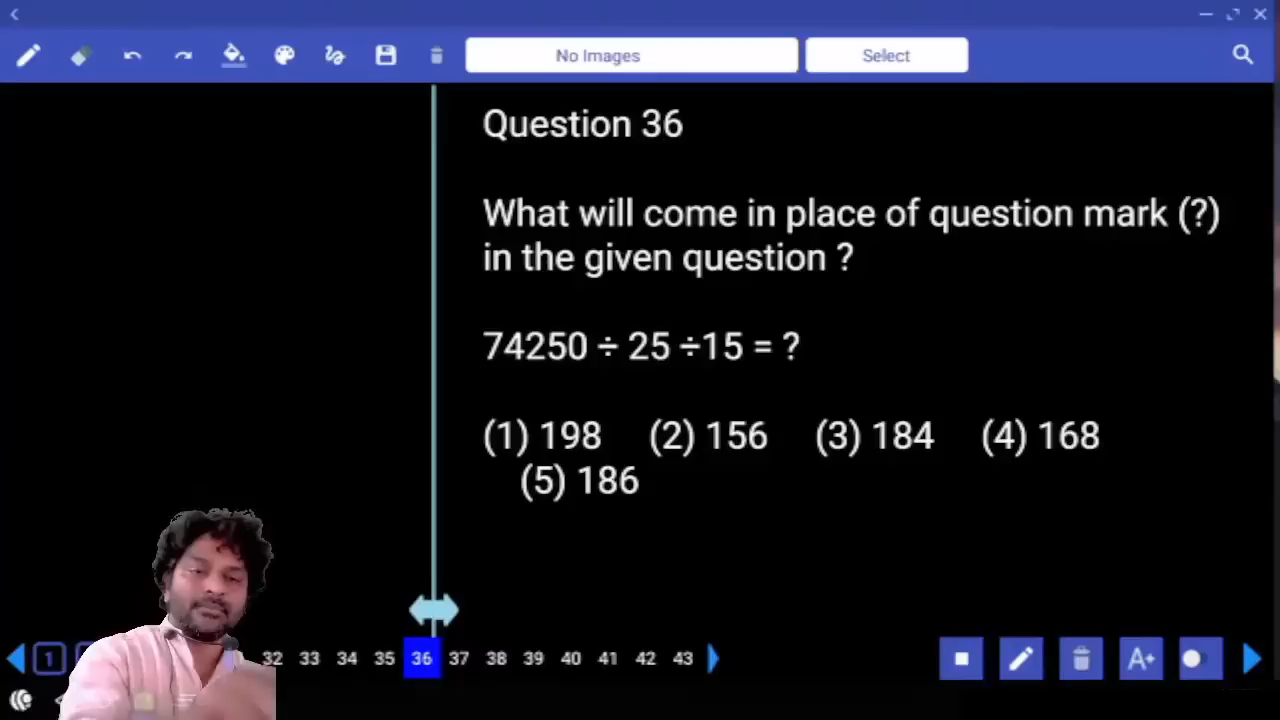 No Images
Select
Question 36
What will come in place of question mark (?)
in the given question ?
74250 ÷ 25 ÷15 = ?
(1) 198 (2) 156 (3) 184 (4) 168
(5) 186
1 32 33 34 35 36 37 38 39 40 41 42 43 A+